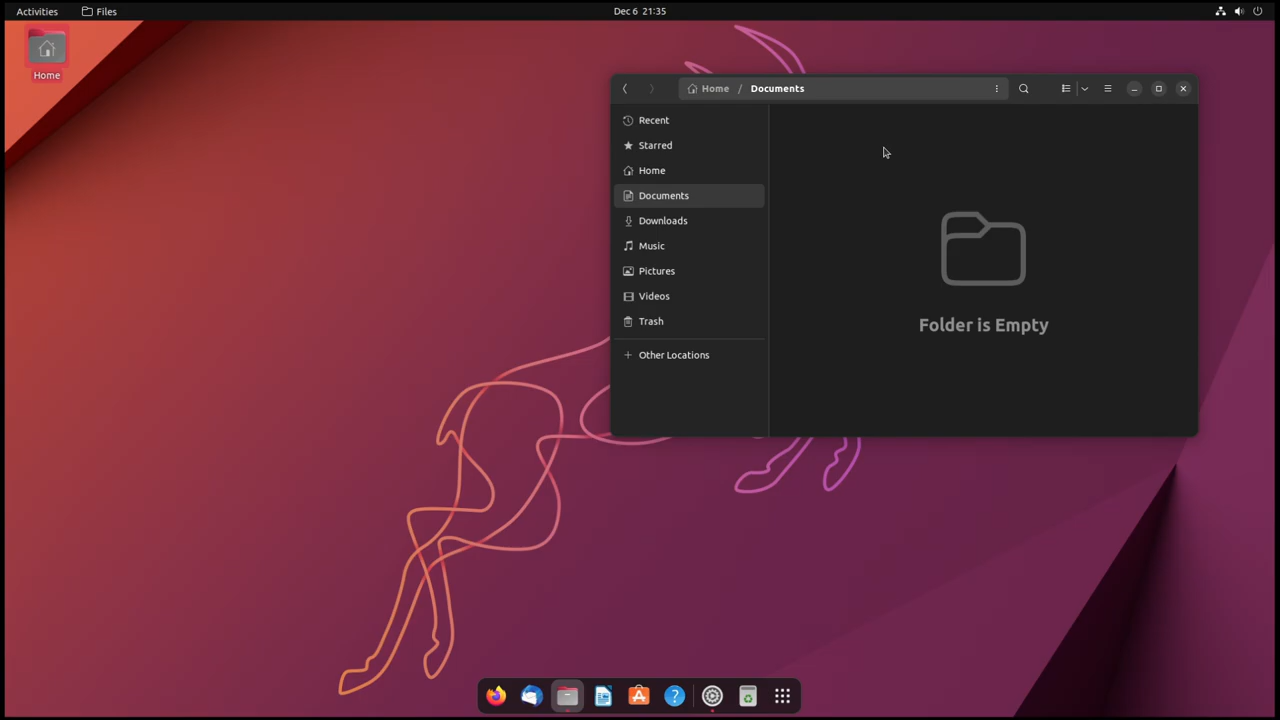 Activities
Files
Dec 6 21:35
Home
Home / Documents
Recent
Starred
Home
Documents
Downloads
Music
Pictures
Videos
Trash
Other Locations
Folder is Empty